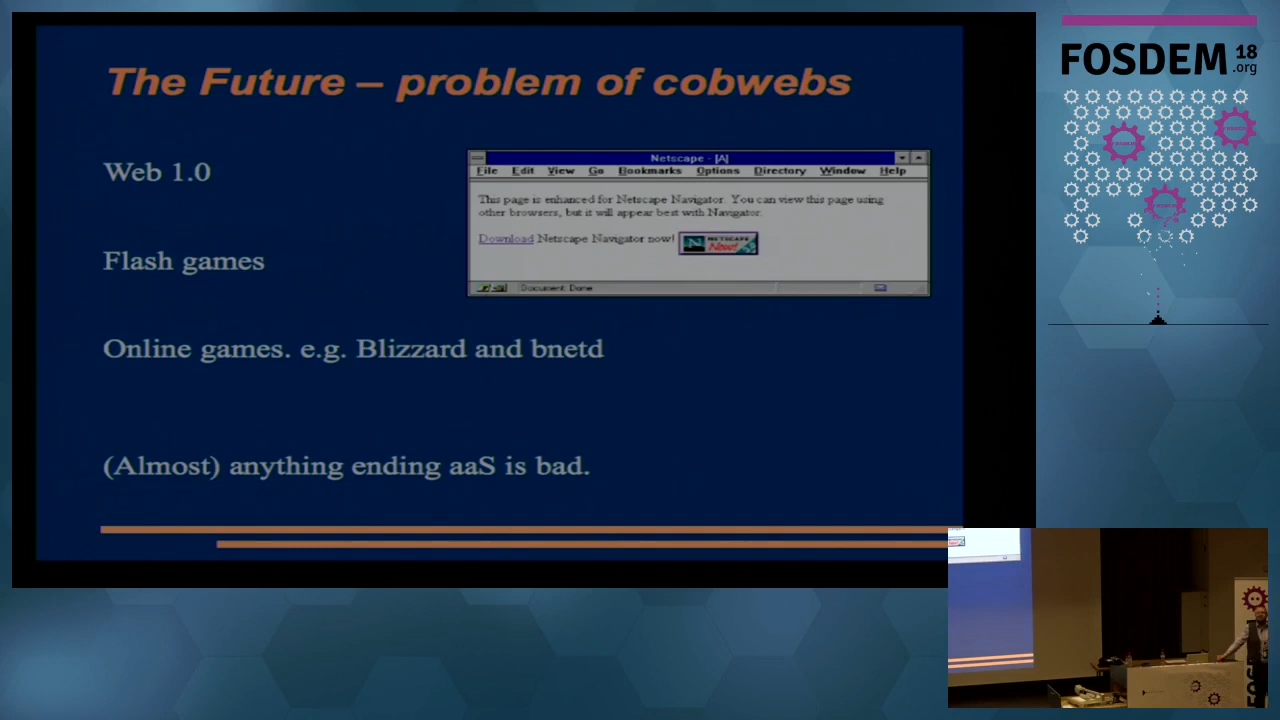 The Future – problem of cobwebs
Web 1.0
Netscape - [A]
File Edit View Go Bookmarks Options Directory Window Help
This page is enhanced for Netscape Navigator. You can view this page using
other browsers, but it will appear best with Navigator.
Download Netscape Navigator now! NETSCAPE
Now!
Document: Done
Flash games
Online games. e.g. Blizzard and bnetd
(Almost) anything ending aaS is bad.
FOSDEM 18
.org